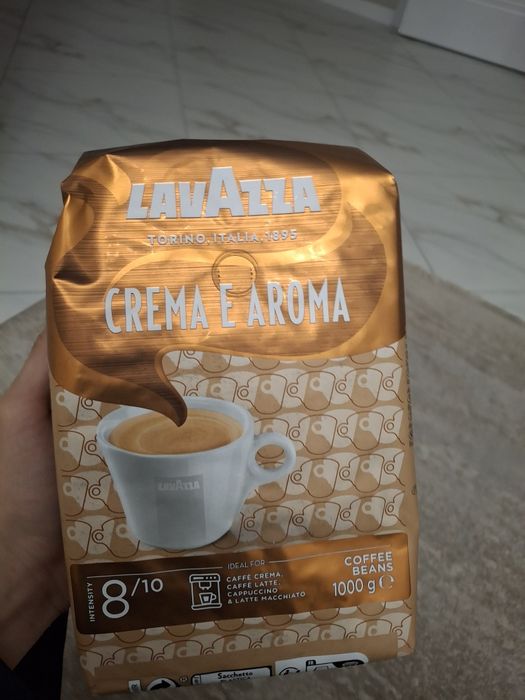 LAVAZZA
TORINO, ITALIA, 1895
CREMA E AROMA
LAVAZZA
INTENSITY
8/10
IDEAL FOR
CAFFÈ CREMA,
CAFFÈ LATTE,
CAPPUCCINO
& LATTE MACCHIATO
COFFEE
BEANS
1000 g ℮
Sacchetto